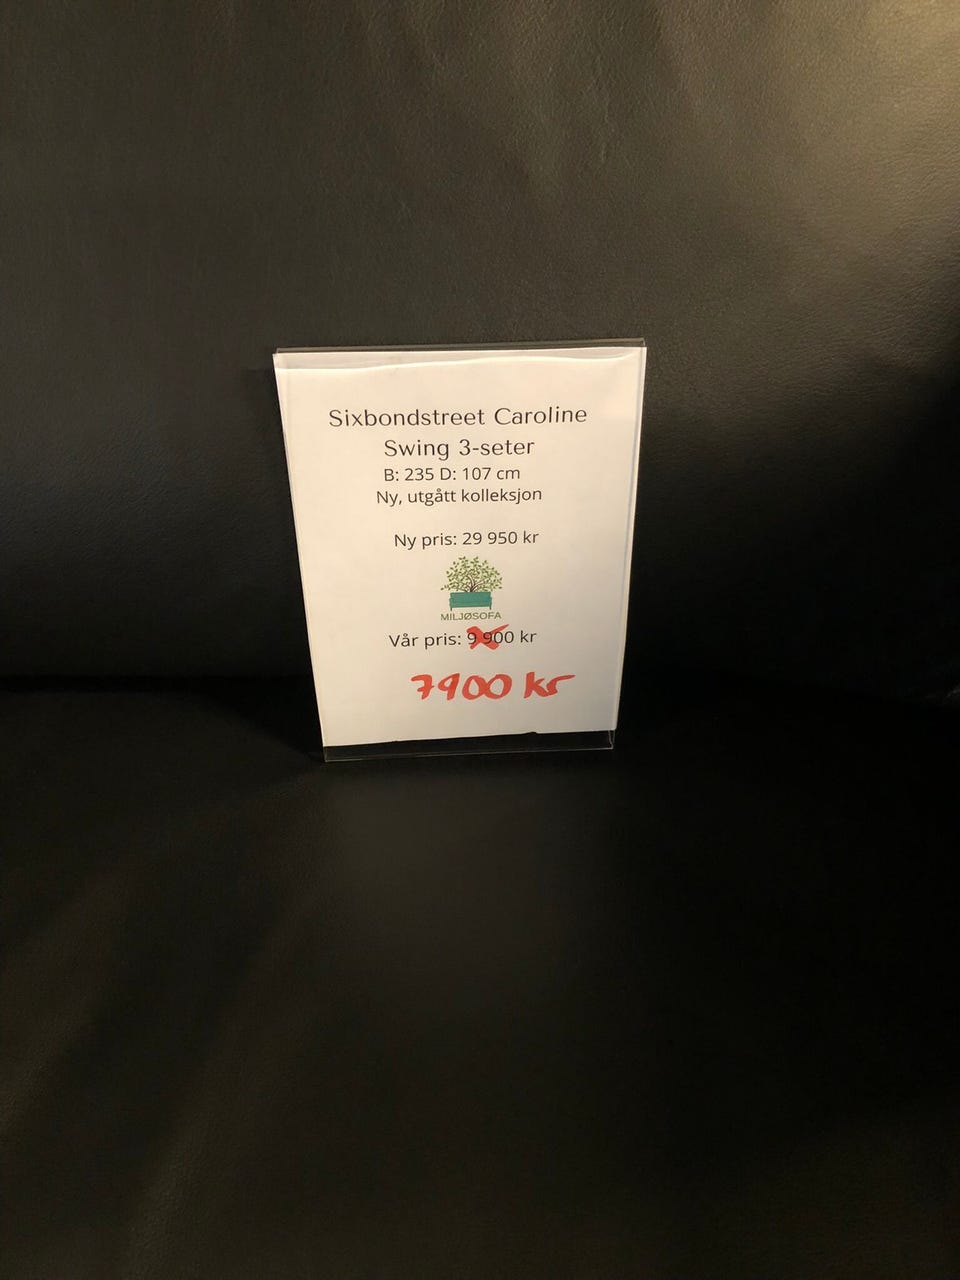 Sixbondstreet Caroline
Swing 3-seter
B: 235 D: 107 cm
Ny, utgått kolleksjon
Ny pris: 29 950 kr
MILJØSOFA
Vår pris: 9 900 kr
7900 kr